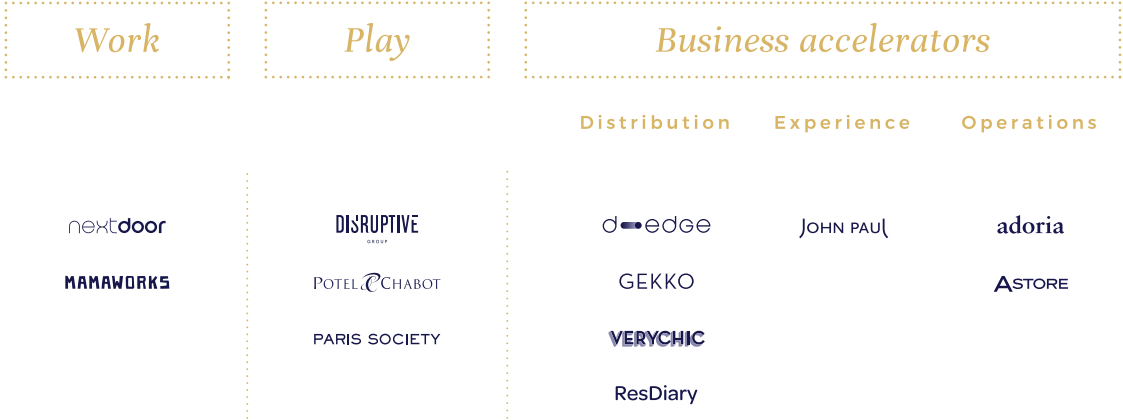 Work
Play
Business accelerators
Distribution
Experience
Operations
nextdoor
MAMAWORKS
DISRUPTIVE
GROUP
POTEL & CHABOT
PARIS SOCIETY
d-edge
GEKKO
VERYCHIC
ResDiary
JOHN PAUL
adoria
ASTORE